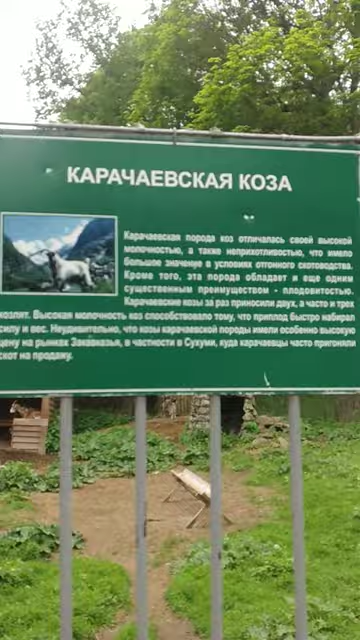 КАРАЧАЕВСКАЯ КОЗА
Карачаевская порода коз отличалась своей высокой
молочностью, а также неприхотливостью, что имело
большое значение в условиях отгонного скотоводства.
Кроме того, эта порода обладает и еще одним
существенным преимуществом - плодовитостью.
Карачаевские козы за раз приносили двух, а часто и трех
козлят. Высокая молочность коз способствовало тому, что приплод быстро набирал
силу и вес. Неудивительно, что козы карачаевской породы имели особенно высокую
цену на рынках Закавказья, в частности в Сухуми, куда карачаевцы часто пригоняли
скот на продажу.